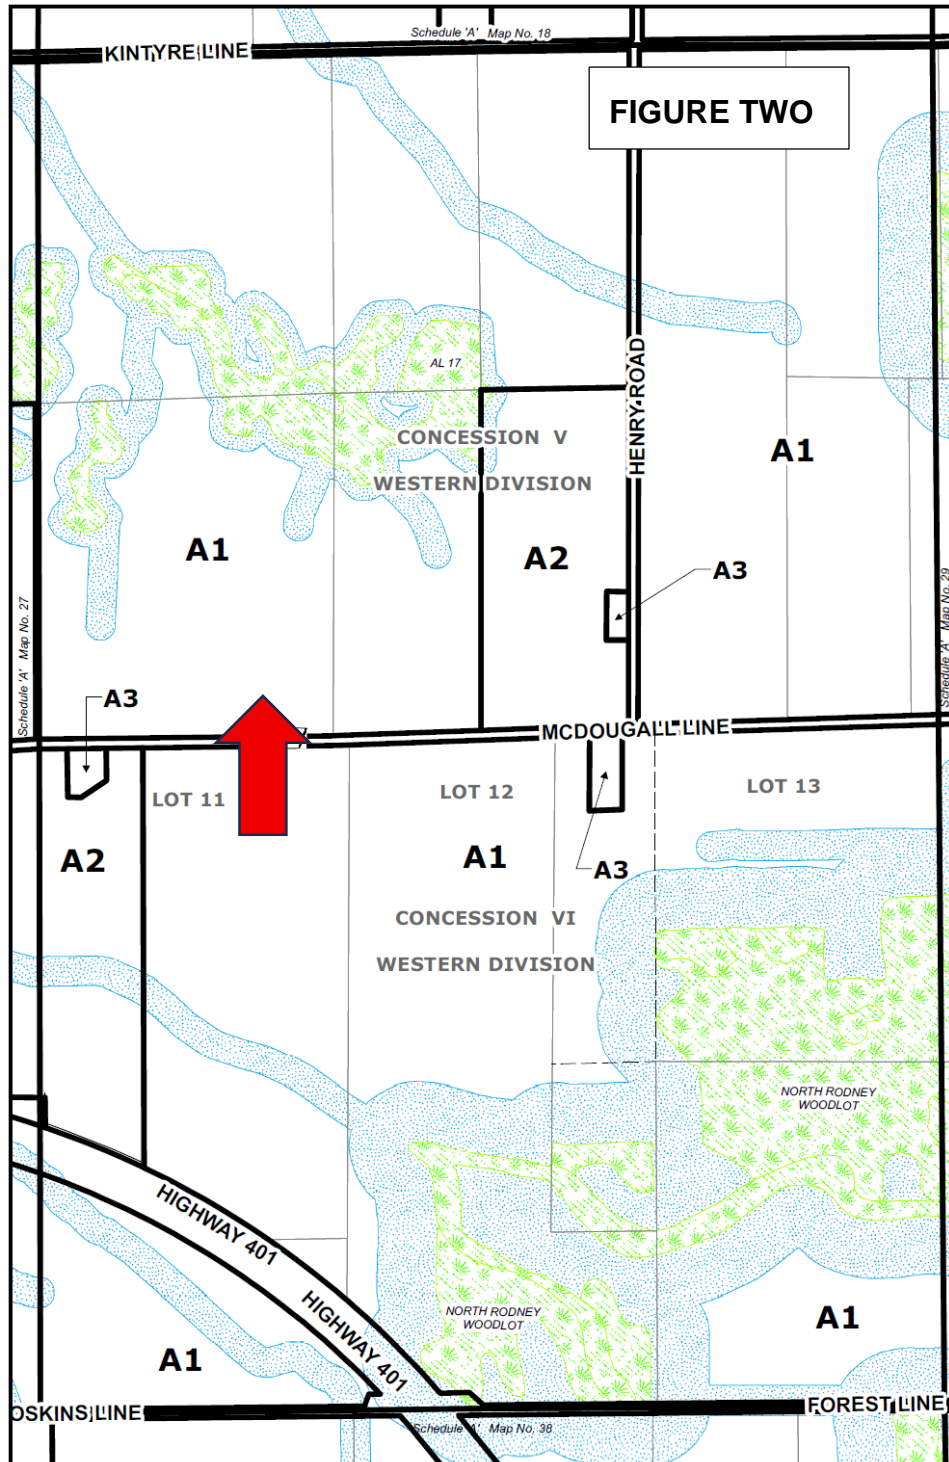 Schedule 'A' Map No. 18
KINTYRE LINE
FIGURE TWO
HENRY ROAD
AL 17
CONCESSION V
WESTERN DIVISION
A1
A1
A2
A3
Schedule 'A' Map No. 27
Schedule 'A' Map No. 29
A3
MCDOUGALL LINE
LOT 11
LOT 12
LOT 13
A2
A1
A3
CONCESSION VI
WESTERN DIVISION
NORTH RODNEY
WOODLOT
HIGHWAY 401
HIGHWAY 401
NORTH RODNEY
WOODLOT
A1
A1
OSKINS LINE
FOREST LINE
Schedule 'A' Map No. 38